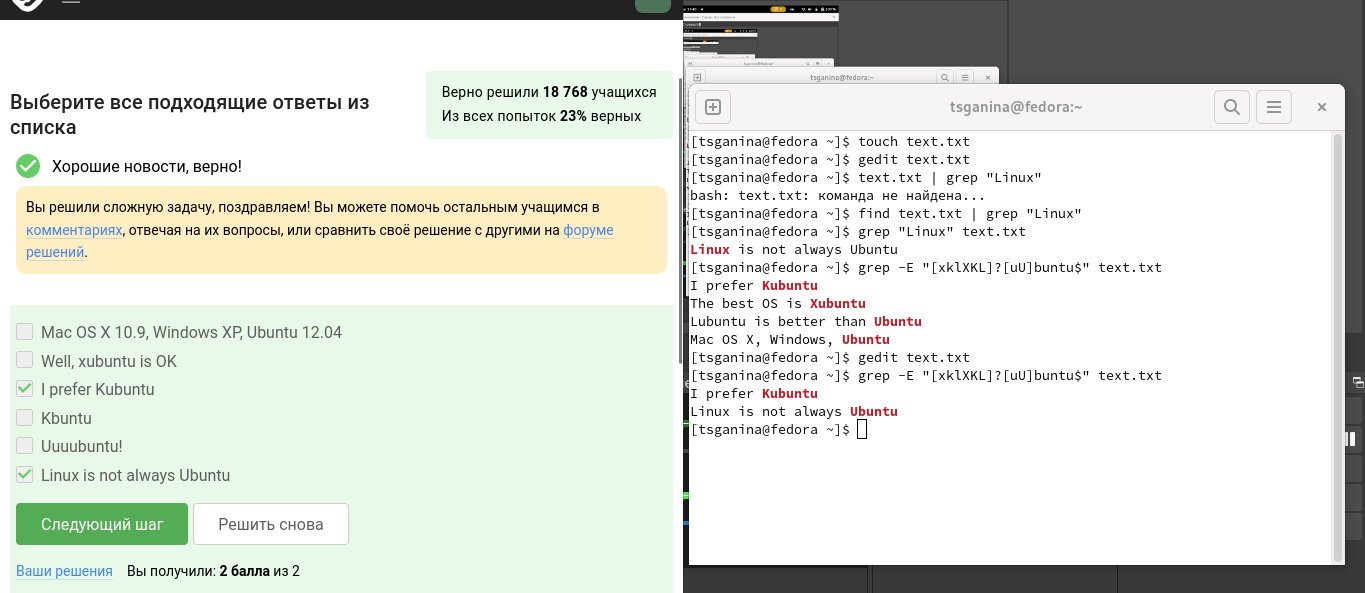 Верно решили 18 768 учащихся
Из всех попыток 23% верных
Выберите все подходящие ответы из
списка
Хорошие новости, верно!
Вы решили сложную задачу, поздравляем! Вы можете помочь остальным учащимся в
комментариях, отвечая на их вопросы, или сравнить своё решение с другими на форуме
решений.
Mac OS X 10.9, Windows XP, Ubuntu 12.04
Well, xubuntu is OK
I prefer Kubuntu
Kbuntu
Uuuubuntu!
Linux is not always Ubuntu
Следующий шаг
Решить снова
Ваши решения Вы получили: 2 балла из 2
tsganina@fedora:~
tsganina@fedora:~
[tsganina@fedora ~]$ touch text.txt
[tsganina@fedora ~]$ gedit text.txt
[tsganina@fedora ~]$ text.txt | grep "Linux"
bash: text.txt: команда не найдена...
[tsganina@fedora ~]$ find text.txt | grep "Linux"
[tsganina@fedora ~]$ grep "Linux" text.txt
Linux is not always Ubuntu
[tsganina@fedora ~]$ grep -E "[xklXKL]?[uU]buntu$" text.txt
I prefer Kubuntu
The best OS is Xubuntu
Lubuntu is better than Ubuntu
Mac OS X, Windows, Ubuntu
[tsganina@fedora ~]$ gedit text.txt
[tsganina@fedora ~]$ grep -E "[xklXKL]?[uU]buntu$" text.txt
I prefer Kubuntu
Linux is not always Ubuntu
[tsganina@fedora ~]$